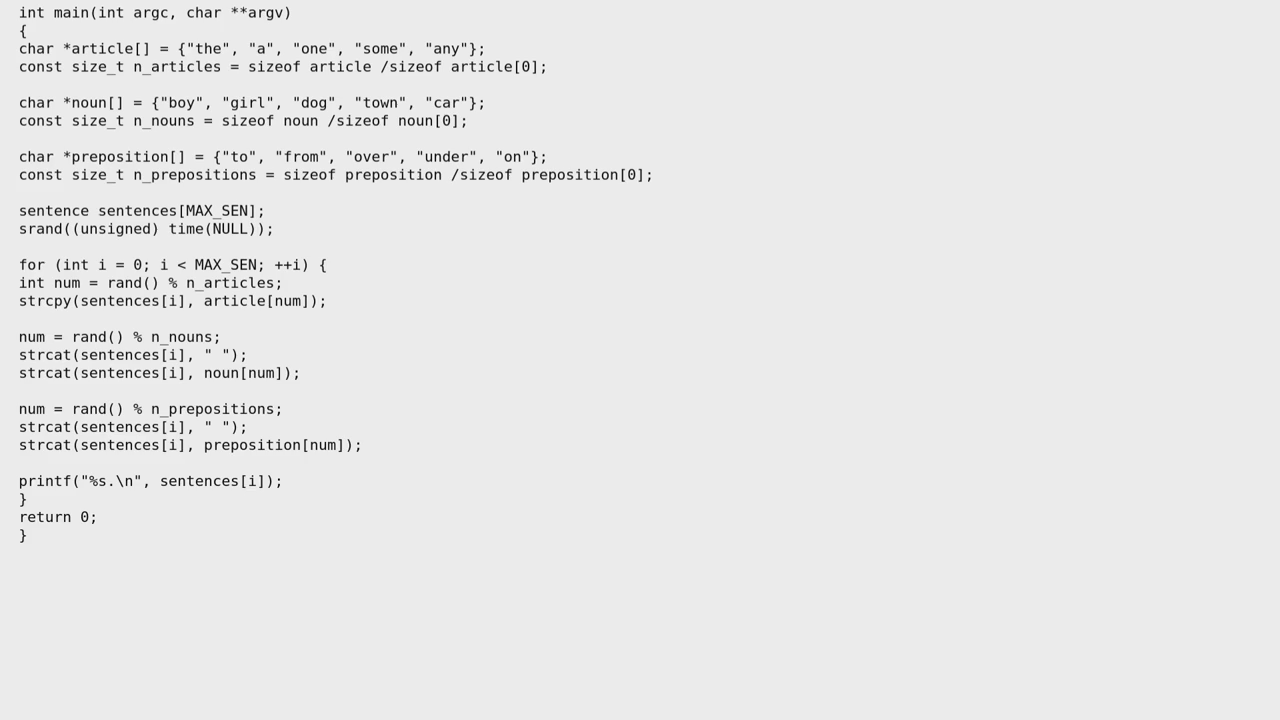 int main(int argc, char **argv)
{
char *article[] = {"the", "a", "one", "some", "any"};
const size_t n_articles = sizeof article /sizeof article[0];

char *noun[] = {"boy", "girl", "dog", "town", "car"};
const size_t n_nouns = sizeof noun /sizeof noun[0];

char *preposition[] = {"to", "from", "over", "under", "on"};
const size_t n_prepositions = sizeof preposition /sizeof preposition[0];

sentence sentences[MAX_SEN];
srand((unsigned) time(NULL));

for (int i = 0; i < MAX_SEN; ++i) {
int num = rand() % n_articles;
strcpy(sentences[i], article[num]);

num = rand() % n_nouns;
strcat(sentences[i], " ");
strcat(sentences[i], noun[num]);

num = rand() % n_prepositions;
strcat(sentences[i], " ");
strcat(sentences[i], preposition[num]);

printf("%s.\n", sentences[i]);
}
return 0;
}